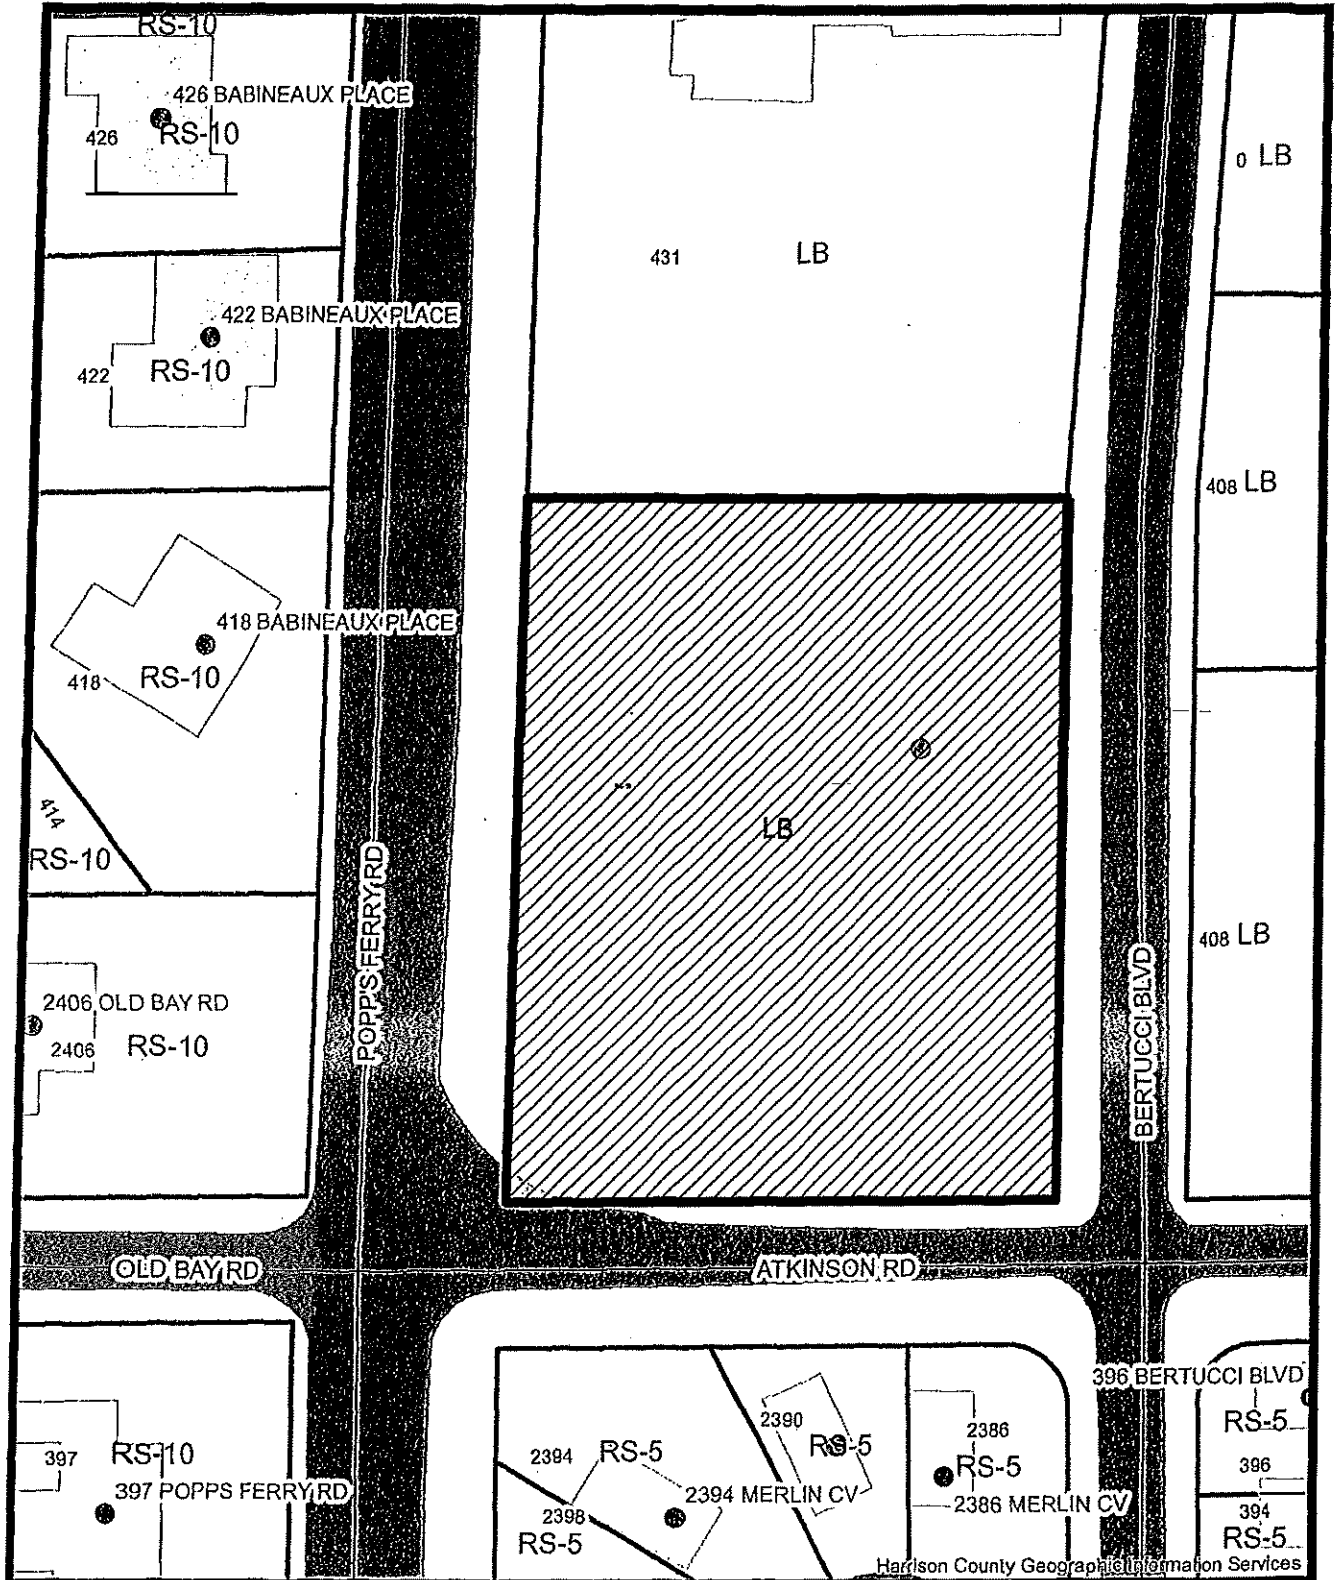 RS-10
426 BABINEAUX PLACE
426
RS-10
0 LB
431
LB
422 BABINEAUX PLACE
422
RS-10
408 LB
418 BABINEAUX PLACE
418
RS-10
LB
414
RS-10
POPP'S FERRY RD
408 LB
BERTUCCI BLVD
2406 OLD BAY RD
2406
RS-10
OLD BAY RD
ATKINSON RD
396 BERTUCCI BLVD
RS-5
396
394
RS-5
397
RS-10
397 POPPS FERRY RD
2394
RS-5
2390
RS-5
2386
RS-5
2394 MERLIN CV
2386 MERLIN CV
2398
RS-5
Harrison County Geographic Information Services